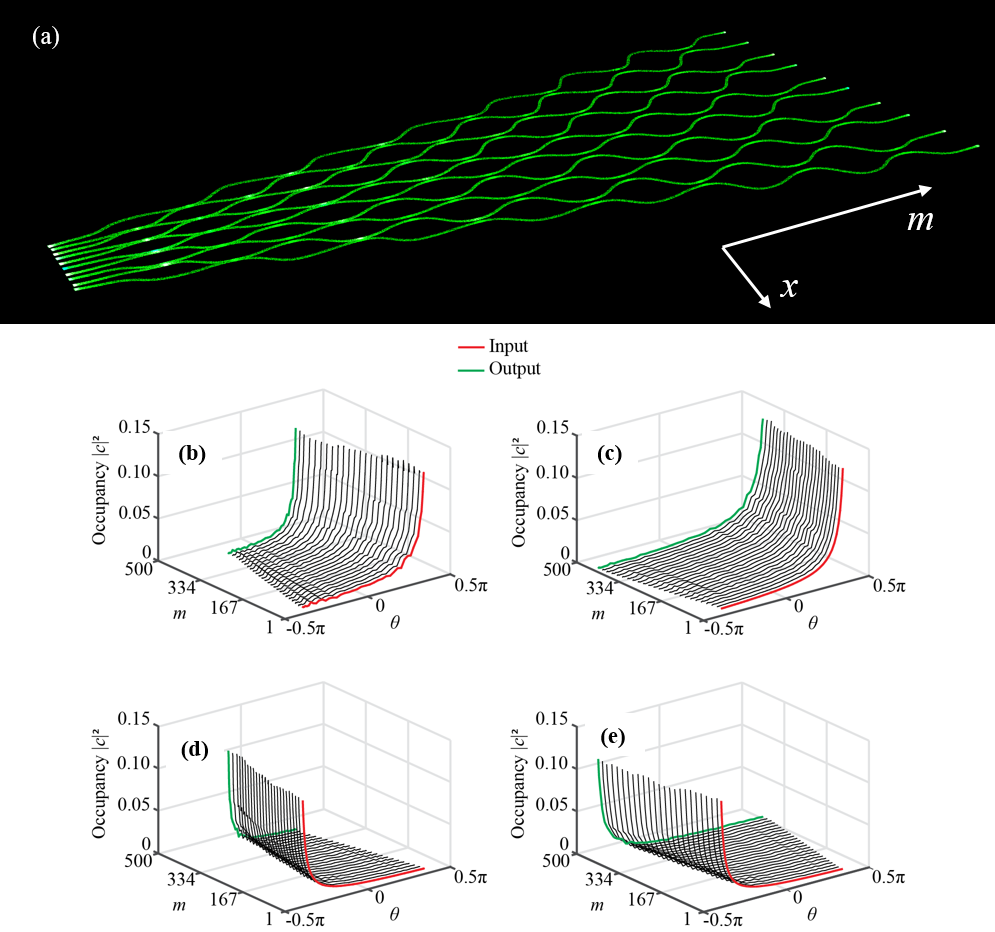 (a)
m
x
Input
Output
0.15
0.10
0.05
0
500
334
167
1
-0.5π
0
0.5π
Occupancy |c|²
m
θ
(b)
0.15
0.10
0.05
0
500
334
167
1
-0.5π
0
0.5π
Occupancy |c|²
m
θ
(c)
0.15
0.10
0.05
0
500
334
167
1
-0.5π
0
0.5π
Occupancy |c|²
m
θ
(d)
0.15
0.10
0.05
0
500
334
167
1
-0.5π
0
0.5π
Occupancy |c|²
m
θ
(e)